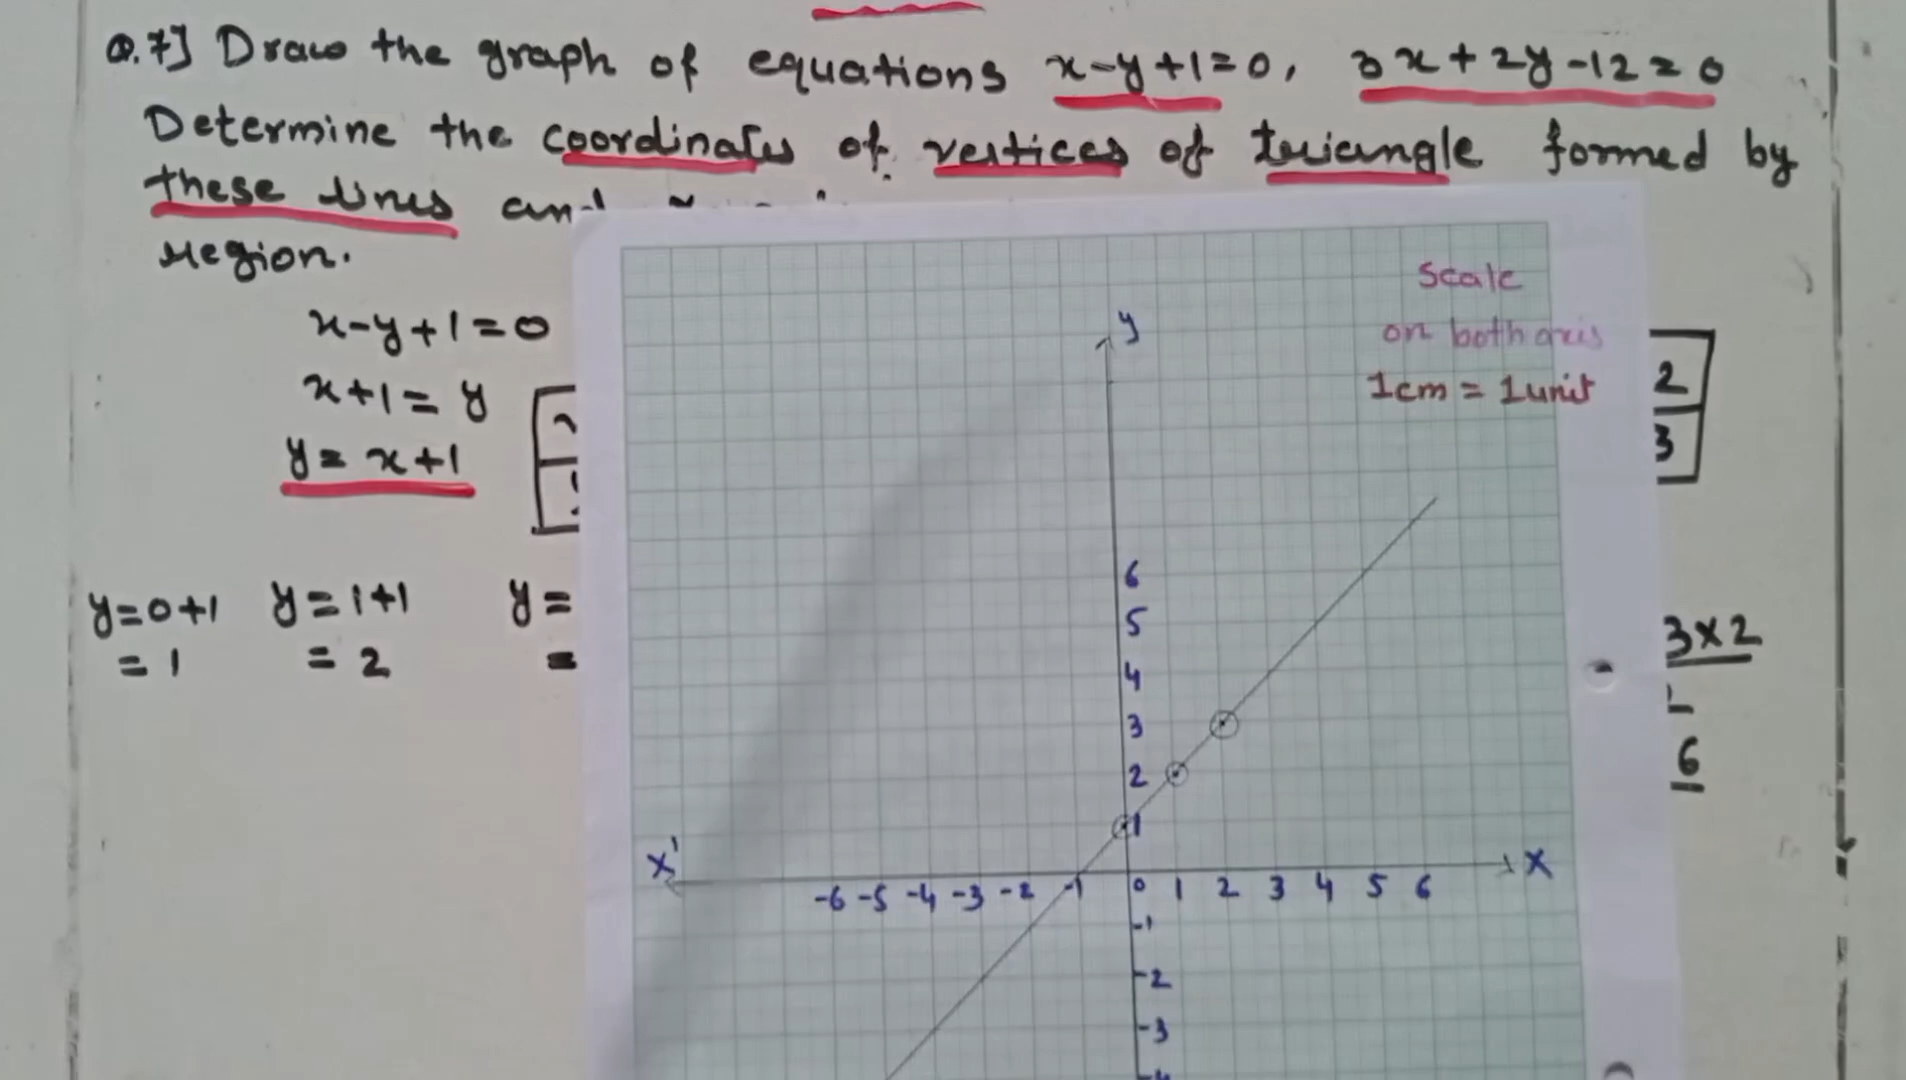 Q.7] Draw the graph of equations x-y+1=0, 3x+2y-12=0
Determine the coordinates of vertices of triangle formed by
these lines and
region.
x-y+1=0
x+1=y
y=x+1
y=0+1 y=1+1 y=
=1 =2 =
Scale
on both axis
1cm = 1unit
2
3
3×2
6
y
6
5
4
3
2
1
X' -6 -5 -4 -3 -2 -1 0 1 2 3 4 5 6 X
-1
-2
-3